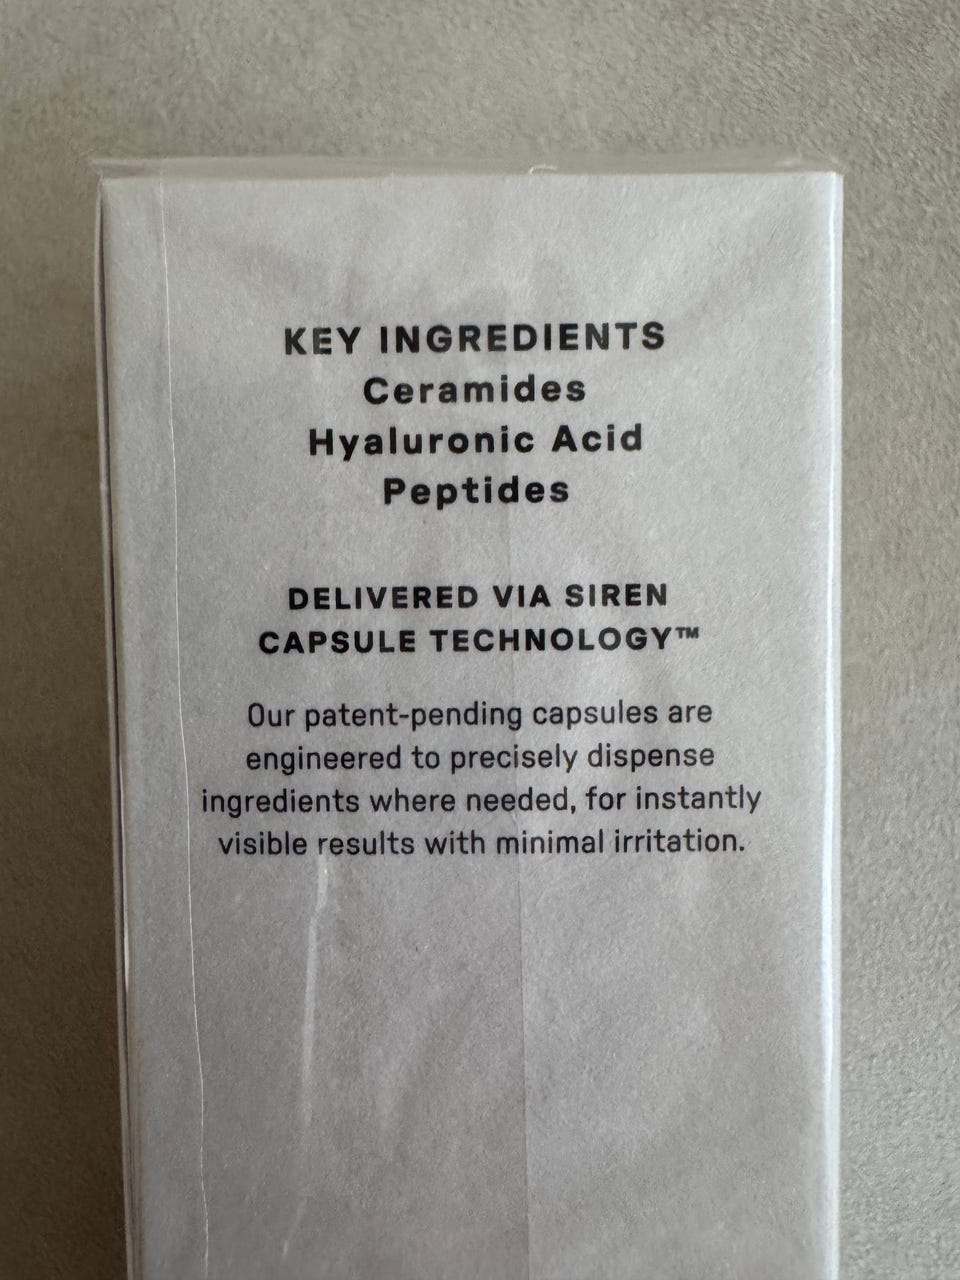 KEY INGREDIENTS
Ceramides
Hyaluronic Acid
Peptides
DELIVERED VIA SIREN
CAPSULE TECHNOLOGY™
Our patent-pending capsules are
engineered to precisely dispense
ingredients where needed, for instantly
visible results with minimal irritation.